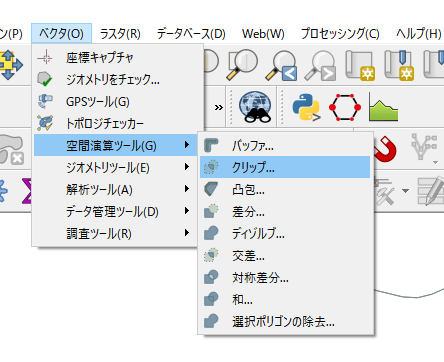 ン(P) ベクタ(O) ラスタ(R) データベース(D) Web(W) プロセッシング(C) ヘルプ(H)
座標キャプチャ
ジオメトリをチェック...
GPSツール(G)
»
トポロジチェッカー
空間演算ツール(G)
バッファ...
ジオメトリツール(E)
クリップ...
解析ツール(A)
凸包...
データ管理ツール(D)
差分...
調査ツール(R)
ディゾルブ...
交差...
対称差分...
和...
選択ポリゴンの除去...